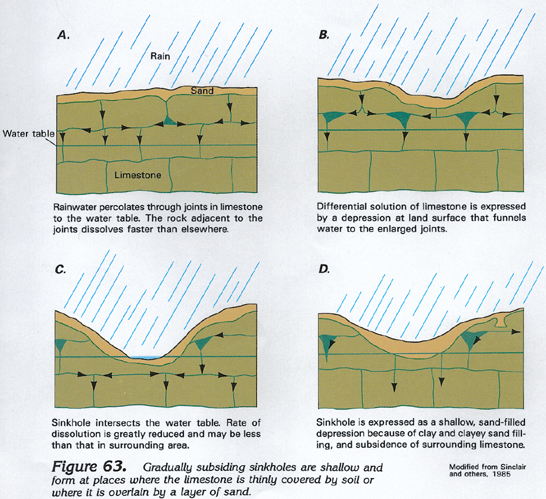 A.
B.
Rain
Sand
Water table
Limestone
Rainwater percolates through joints in limestone
to the water table. The rock adjacent to the
joints dissolves faster than elsewhere.
Differential solution of limestone is expressed
by a depression at land surface that funnels
water to the enlarged joints.
C.
D.
Sinkhole intersects the water table. Rate of
dissolution is greatly reduced and may be less
than that in surrounding area.
Sinkhole is expressed as a shallow, sand-filled
depression because of clay and clayey sand fill-
ing, and subsidence of surrounding limestone.
Figure 63. Gradually subsiding sinkholes are shallow and
form at places where the limestone is thinly covered by soil or
where it is overlain by a layer of sand.
Modified from Sinclair
and others, 1985